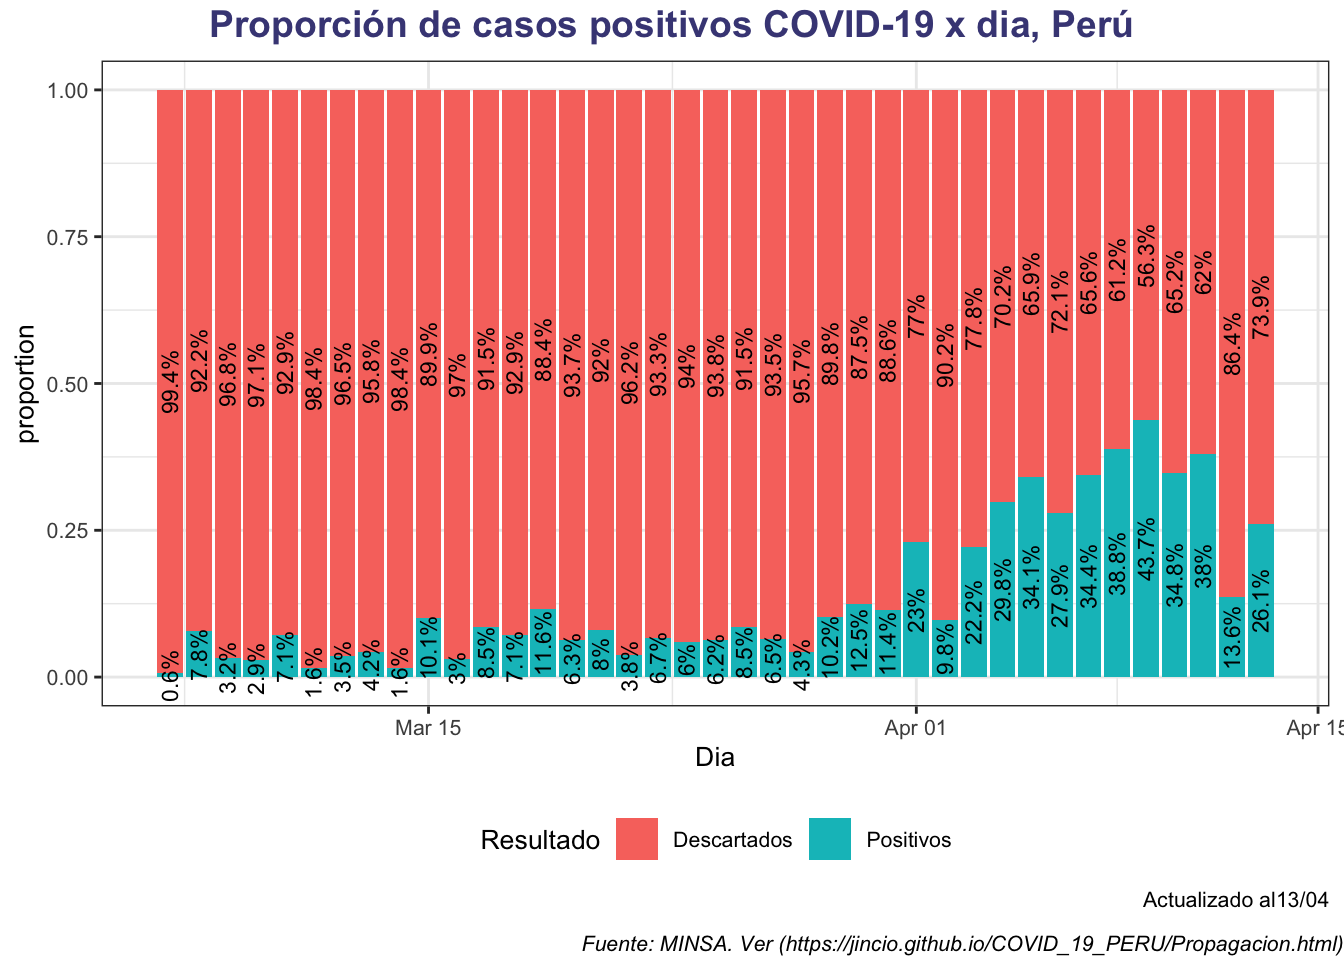 Proporción de casos positivos COVID-19 x dia, Perú
1.00
0.75
0.50
0.25
0.00
proportion
99.4% 92.2% 96.8% 97.1% 92.9% 98.4% 96.5% 95.8% 98.4% 89.9% 97% 91.5% 92.9% 88.4% 93.7% 92% 96.2% 93.3% 94% 93.8% 91.5% 93.5% 95.7% 89.8% 87.5% 88.6% 77% 90.2% 77.8% 70.2% 65.9% 72.1% 65.6% 61.2% 56.3% 65.2% 62% 86.4% 73.9%
0.6% 7.8% 3.2% 2.9% 7.1% 1.6% 3.5% 4.2% 1.6% 10.1% 3% 8.5% 7.1% 11.6% 6.3% 8% 3.8% 6.7% 6% 6.2% 8.5% 6.5% 4.3% 10.2% 12.5% 11.4% 23% 9.8% 22.2% 29.8% 34.1% 27.9% 34.4% 38.8% 43.7% 34.8% 38% 13.6% 26.1%
Mar 15 Apr 01 Apr 15
Dia
Resultado Descartados Positivos
Actualizado al13/04
Fuente: MINSA. Ver (https://jincio.github.io/COVID_19_PERU/Propagacion.html)